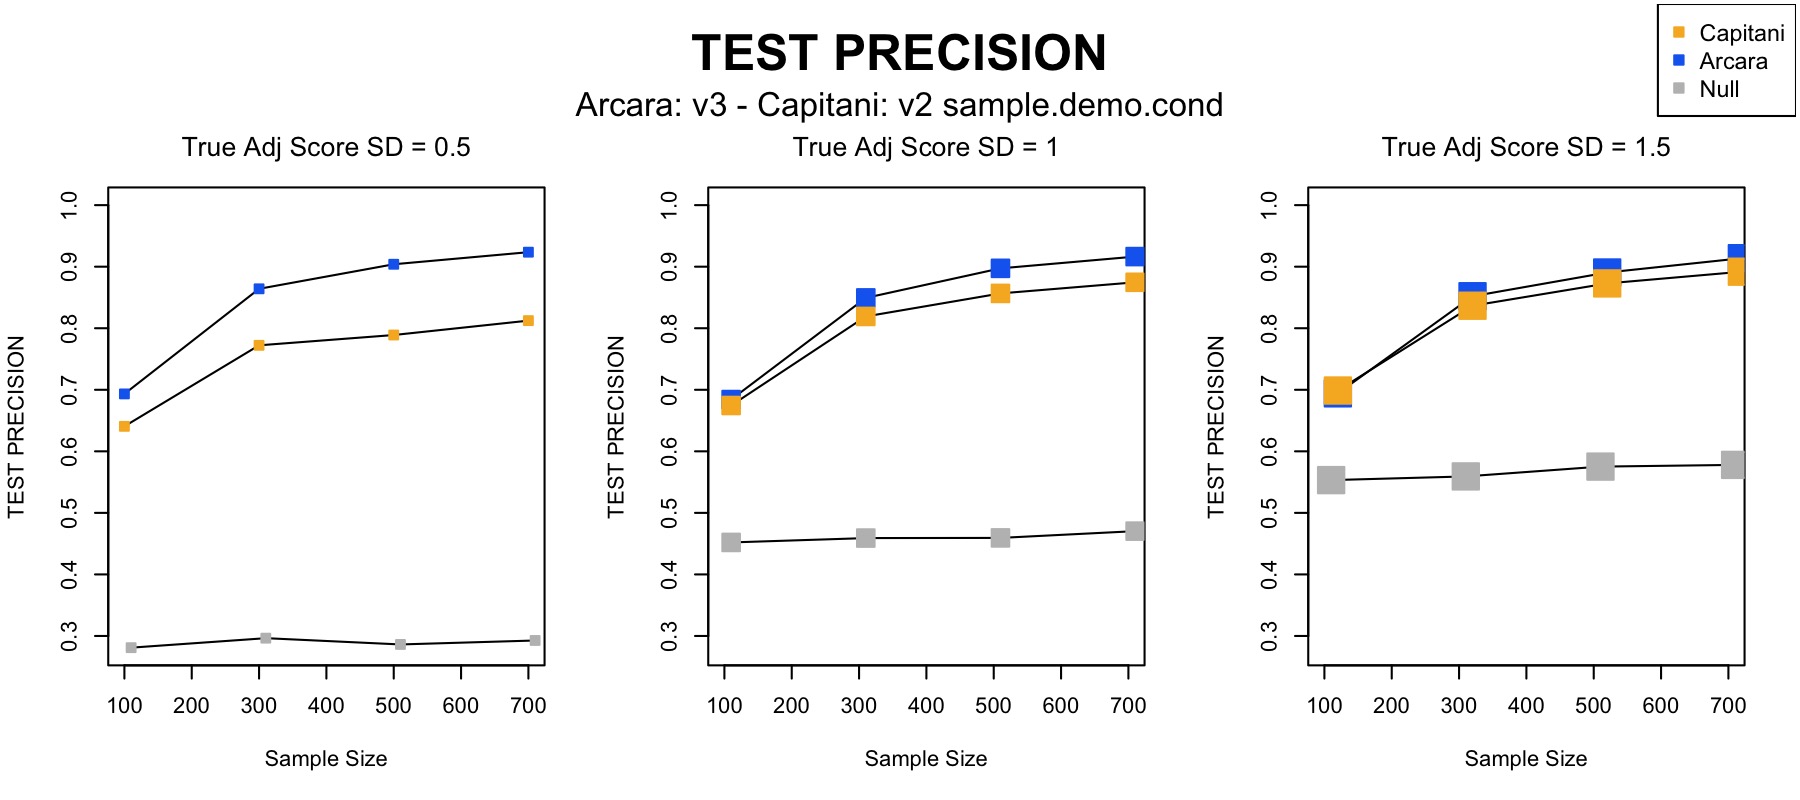 TEST PRECISION
Arcara: v3 - Capitani: v2 sample.demo.cond
Capitani
Arcara
Null
True Adj Score SD = 0.5
TEST PRECISION
1.0
0.9
0.8
0.7
0.6
0.5
0.4
0.3
100 200 300 400 500 600 700
Sample Size
True Adj Score SD = 1
TEST PRECISION
1.0
0.9
0.8
0.7
0.6
0.5
0.4
0.3
100 200 300 400 500 600 700
Sample Size
True Adj Score SD = 1.5
TEST PRECISION
1.0
0.9
0.8
0.7
0.6
0.5
0.4
0.3
100 200 300 400 500 600 700
Sample Size